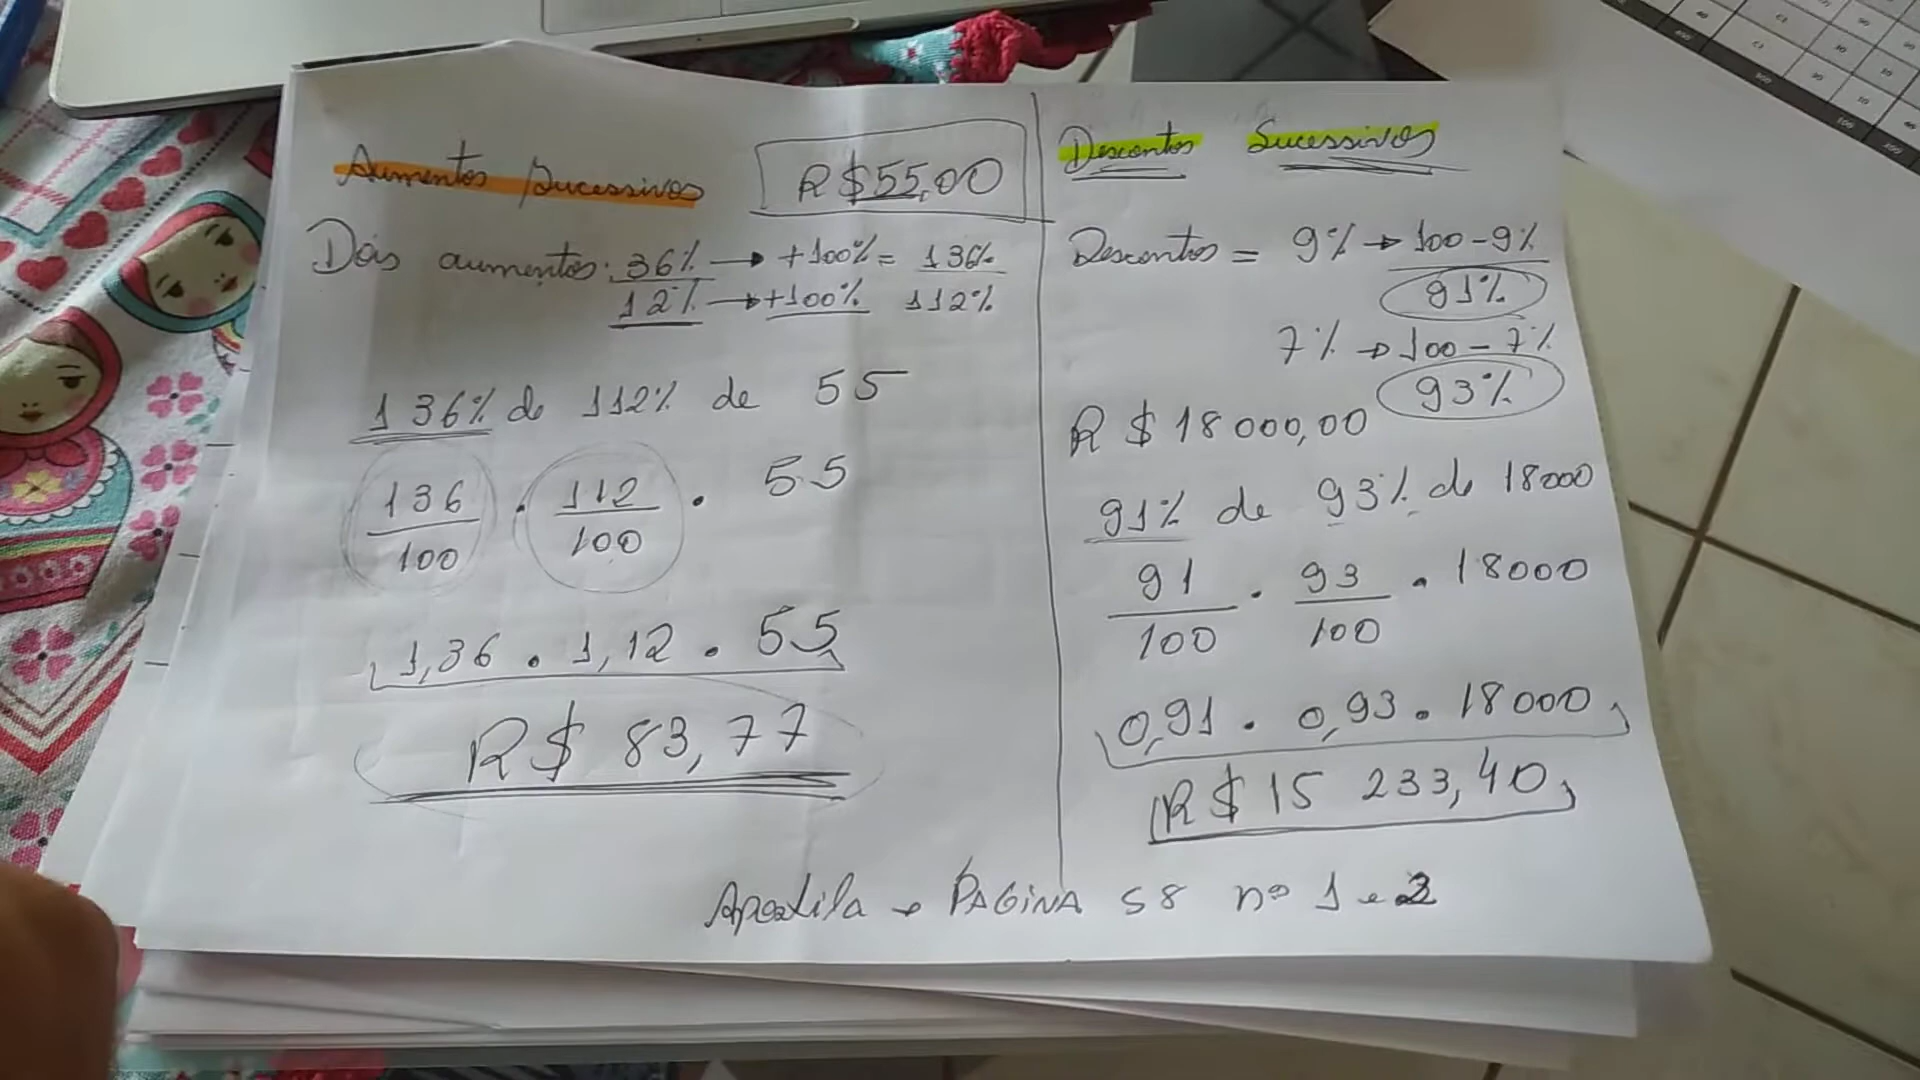 Aumentos Sucessivos
R$55,00
Dois aumentos: 36% → +100% = 136%
12% → +100% 112%
136% de 112% de 55
136/100 . 112/100 . 55
1,36 . 1,12 . 55
R$ 83,77
Descontos Sucessivos
Descontos = 9% → 100-9%
91%
7% → 100-7%
93%
R$ 18000,00
91% de 93% de 18000
91/100 . 93/100 . 18000
0,91 . 0,93 . 18000
R$ 15 233,40
Apostila → PÁGINA 58 nº 1 e 2